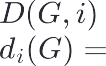 D(G, i)
d_i(G) =